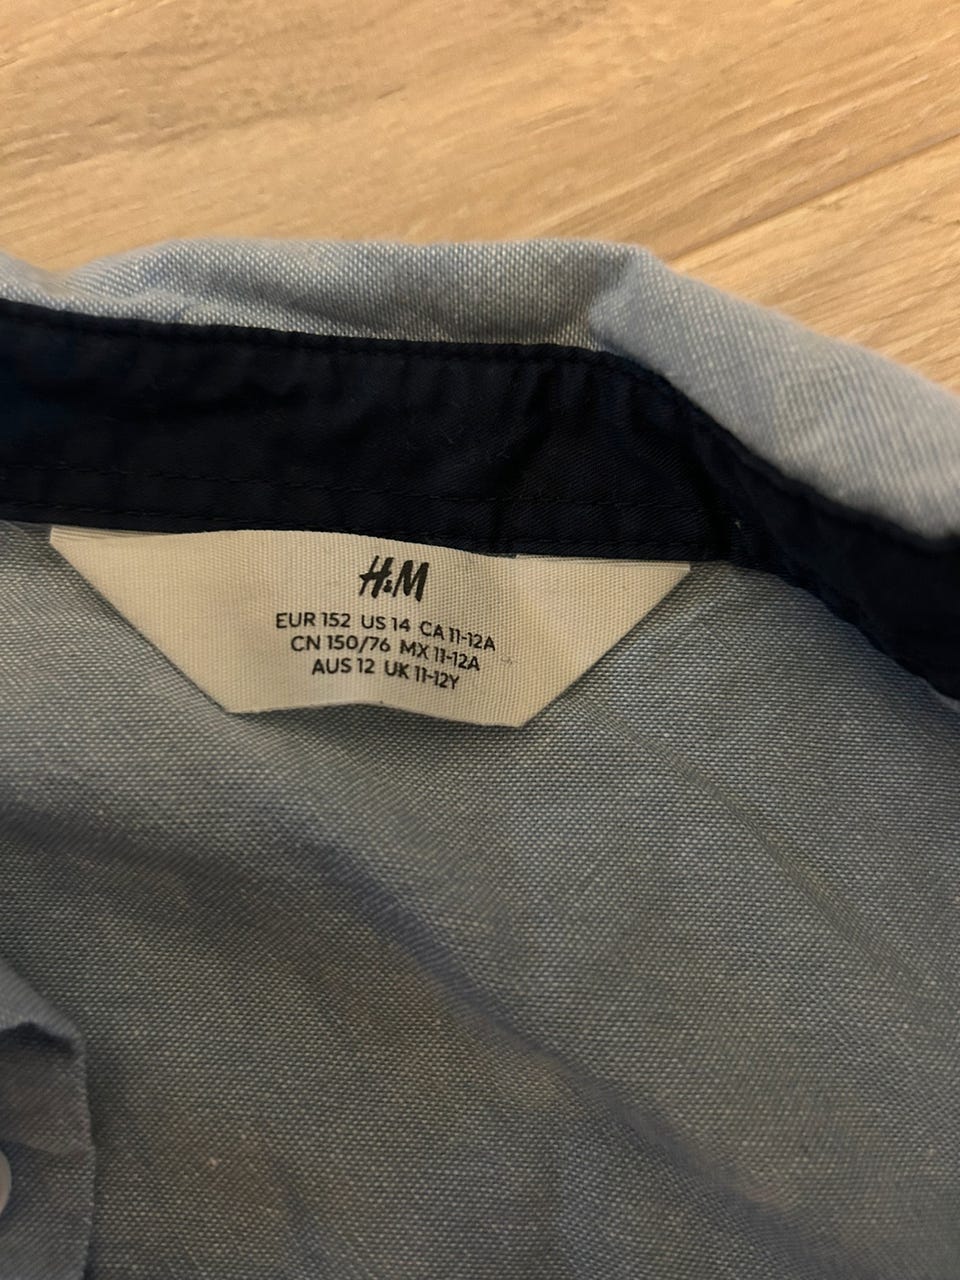 H&M
EUR 152 US 14 CA 11-12A
CN 150/76 MX 11-12A
AUS 12 UK 11-12Y